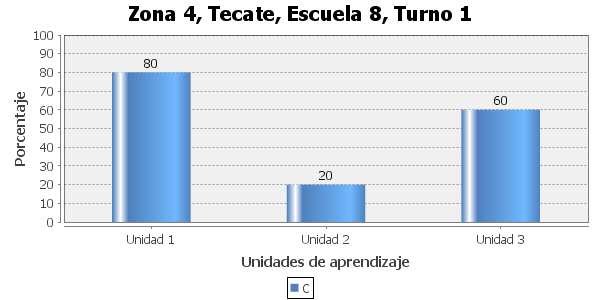 Zona 4, Tecate, Escuela 8, Turno 1
Porcentaje
100
90
80
70
60
50
40
30
20
10
0
80
20
60
Unidad 1
Unidad 2
Unidad 3
Unidades de aprendizaje
C